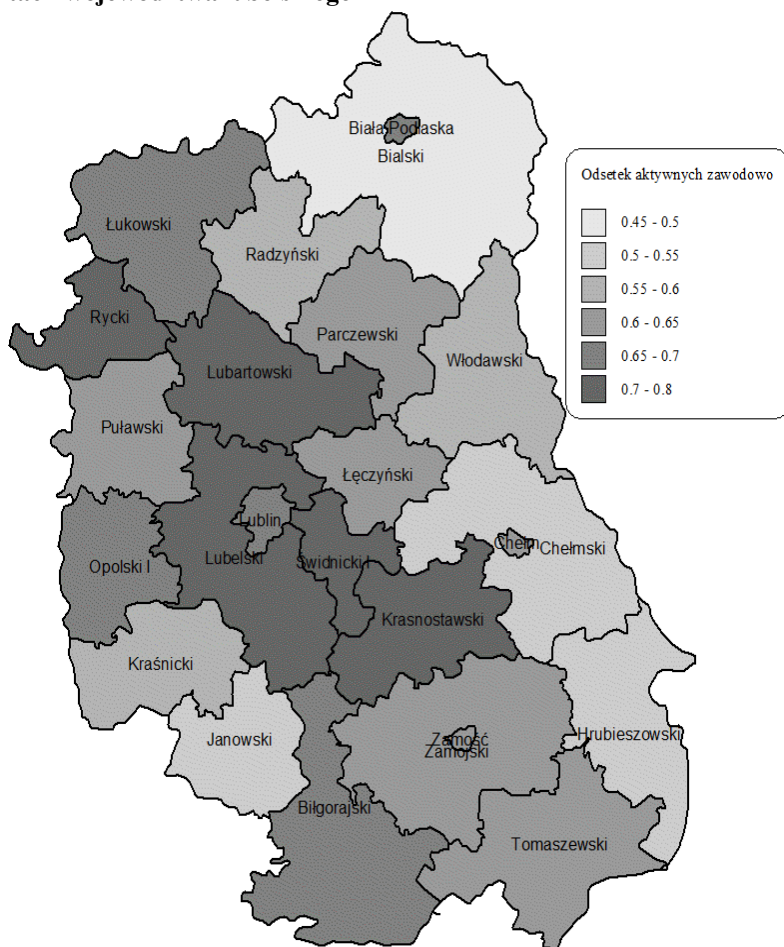 Biała Podlaska
Bialski
Odsetek aktywnych zawodowo
0.45 - 0.5
0.5 - 0.55
0.55 - 0.6
0.6 - 0.65
0.65 - 0.7
0.7 - 0.8
Łukowski
Radzyński
Rycki
Parczewski
Lubartowski
Włodawski
Puławski
Łęczyński
Lublin
Chełm
Chełmski
Lubelski
Świdnicki l
Opolski l
Krasnostawski
Kraśnicki
Janowski
Zamość
Zamojski
Hrubieszowski
Biłgorajski
Tomaszewski